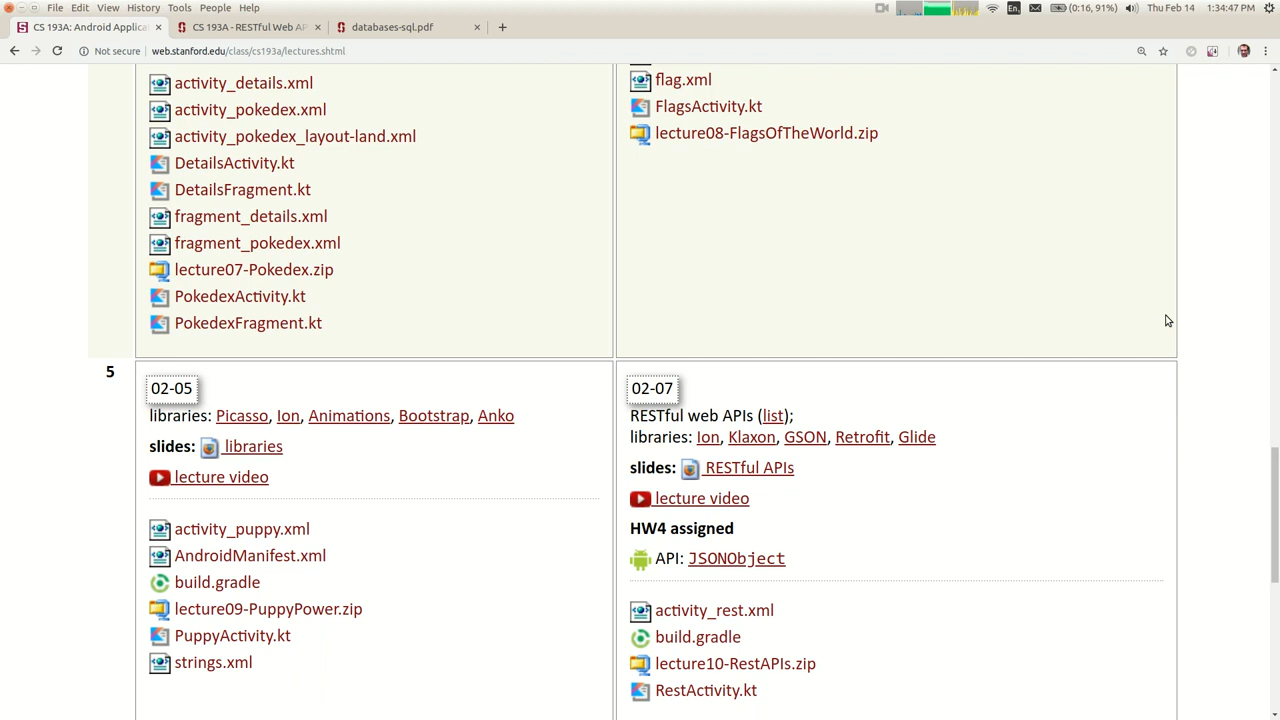 File Edit View History Tools People Help
En (0:16, 91%) Thu Feb 14 1:34:47 PM
CS 193A: Android Applica
CS 193A - RESTful Web AP
databases-sql.pdf
Not secure web.stanford.edu/class/cs193a/lectures.shtml
activity_details.xml
activity_pokedex.xml
activity_pokedex_layout-land.xml
DetailsActivity.kt
DetailsFragment.kt
fragment_details.xml
fragment_pokedex.xml
lecture07-Pokedex.zip
PokedexActivity.kt
PokedexFragment.kt
flag.xml
FlagsActivity.kt
lecture08-FlagsOfTheWorld.zip
5
02-05
libraries: Picasso, Ion, Animations, Bootstrap, Anko
slides: libraries
lecture video
activity_puppy.xml
AndroidManifest.xml
build.gradle
lecture09-PuppyPower.zip
PuppyActivity.kt
strings.xml
02-07
RESTful web APIs (list);
libraries: Ion, Klaxon, GSON, Retrofit, Glide
slides: RESTful APIs
lecture video
HW4 assigned
API: JSONObject
activity_rest.xml
build.gradle
lecture10-RestAPIs.zip
RestActivity.kt